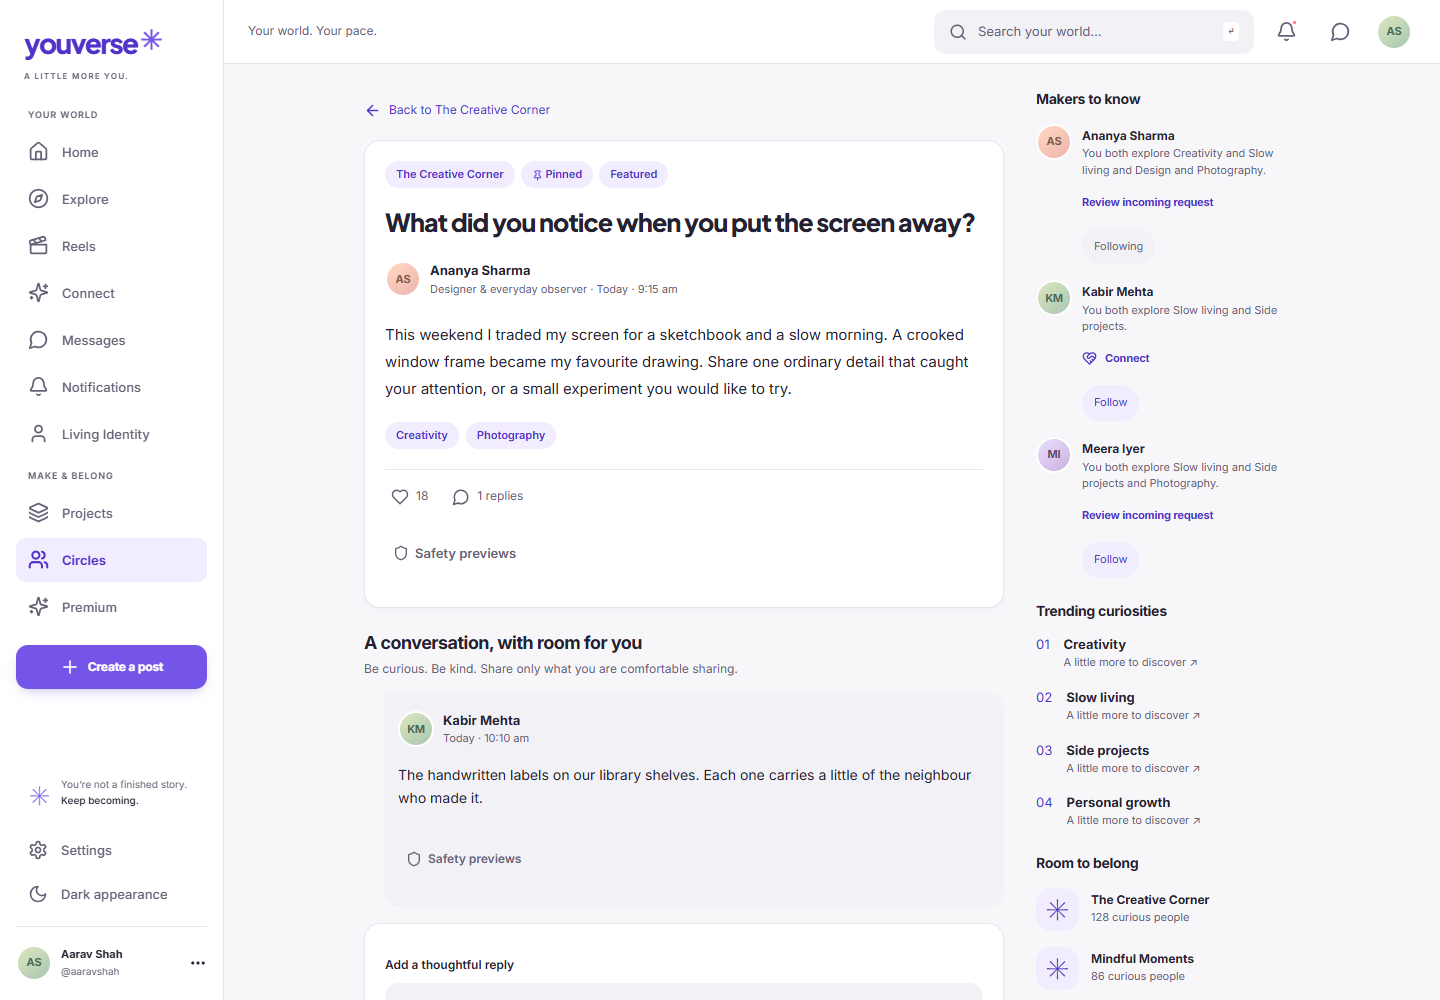 youverse
A LITTLE MORE YOU.
YOUR WORLD
Home
Explore
Reels
Connect
Messages
Notifications
Living Identity
MAKE & BELONG
Projects
Circles
Premium
Create a post
You're not a finished story.
Keep becoming.
Settings
Dark appearance
AS
Aarav Shah
@aaravshah
Your world. Your pace.
Search your world...
AS
Back to The Creative Corner
The Creative Corner
Pinned
Featured
What did you notice when you put the screen away?
AS
Ananya Sharma
Designer & everyday observer · Today · 9:15 am
This weekend I traded my screen for a sketchbook and a slow morning. A crooked
window frame became my favourite drawing. Share one ordinary detail that caught
your attention, or a small experiment you would like to try.
Creativity
Photography
18
1 replies
Safety previews
A conversation, with room for you
Be curious. Be kind. Share only what you are comfortable sharing.
KM
Kabir Mehta
Today · 10:10 am
The handwritten labels on our library shelves. Each one carries a little of the neighbour
who made it.
Safety previews
Add a thoughtful reply
Makers to know
AS
Ananya Sharma
You both explore Creativity and Slow
living and Design and Photography.
Review incoming request
Following
KM
Kabir Mehta
You both explore Slow living and Side
projects.
Connect
Follow
MI
Meera Iyer
You both explore Slow living and Side
projects and Photography.
Review incoming request
Follow
Trending curiosities
01 Creativity
A little more to discover ↗
02 Slow living
A little more to discover ↗
03 Side projects
A little more to discover ↗
04 Personal growth
A little more to discover ↗
Room to belong
The Creative Corner
128 curious people
Mindful Moments
86 curious people